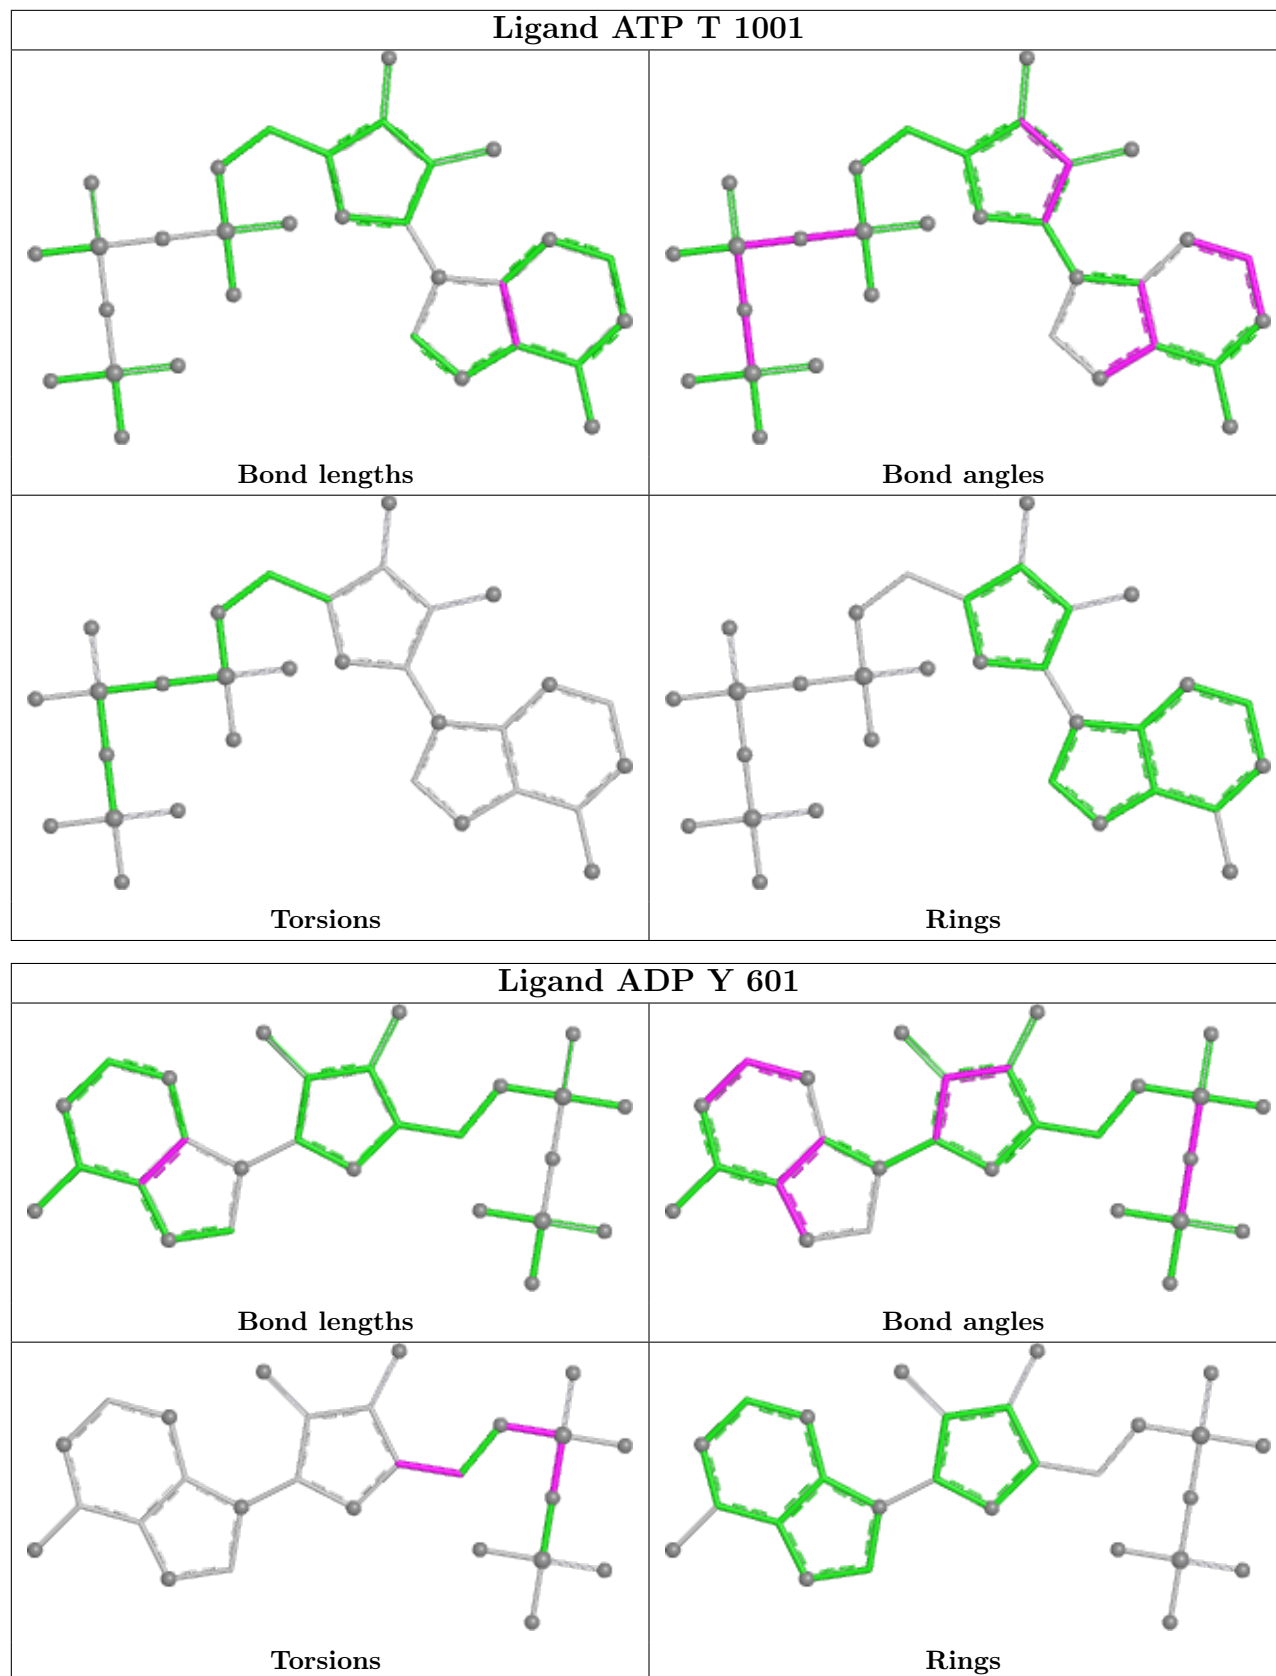 Ligand ATP T 1001
Bond lengths
Bond angles
Torsions
Rings
Ligand ADP Y 601
Bond lengths
Bond angles
Torsions
Rings